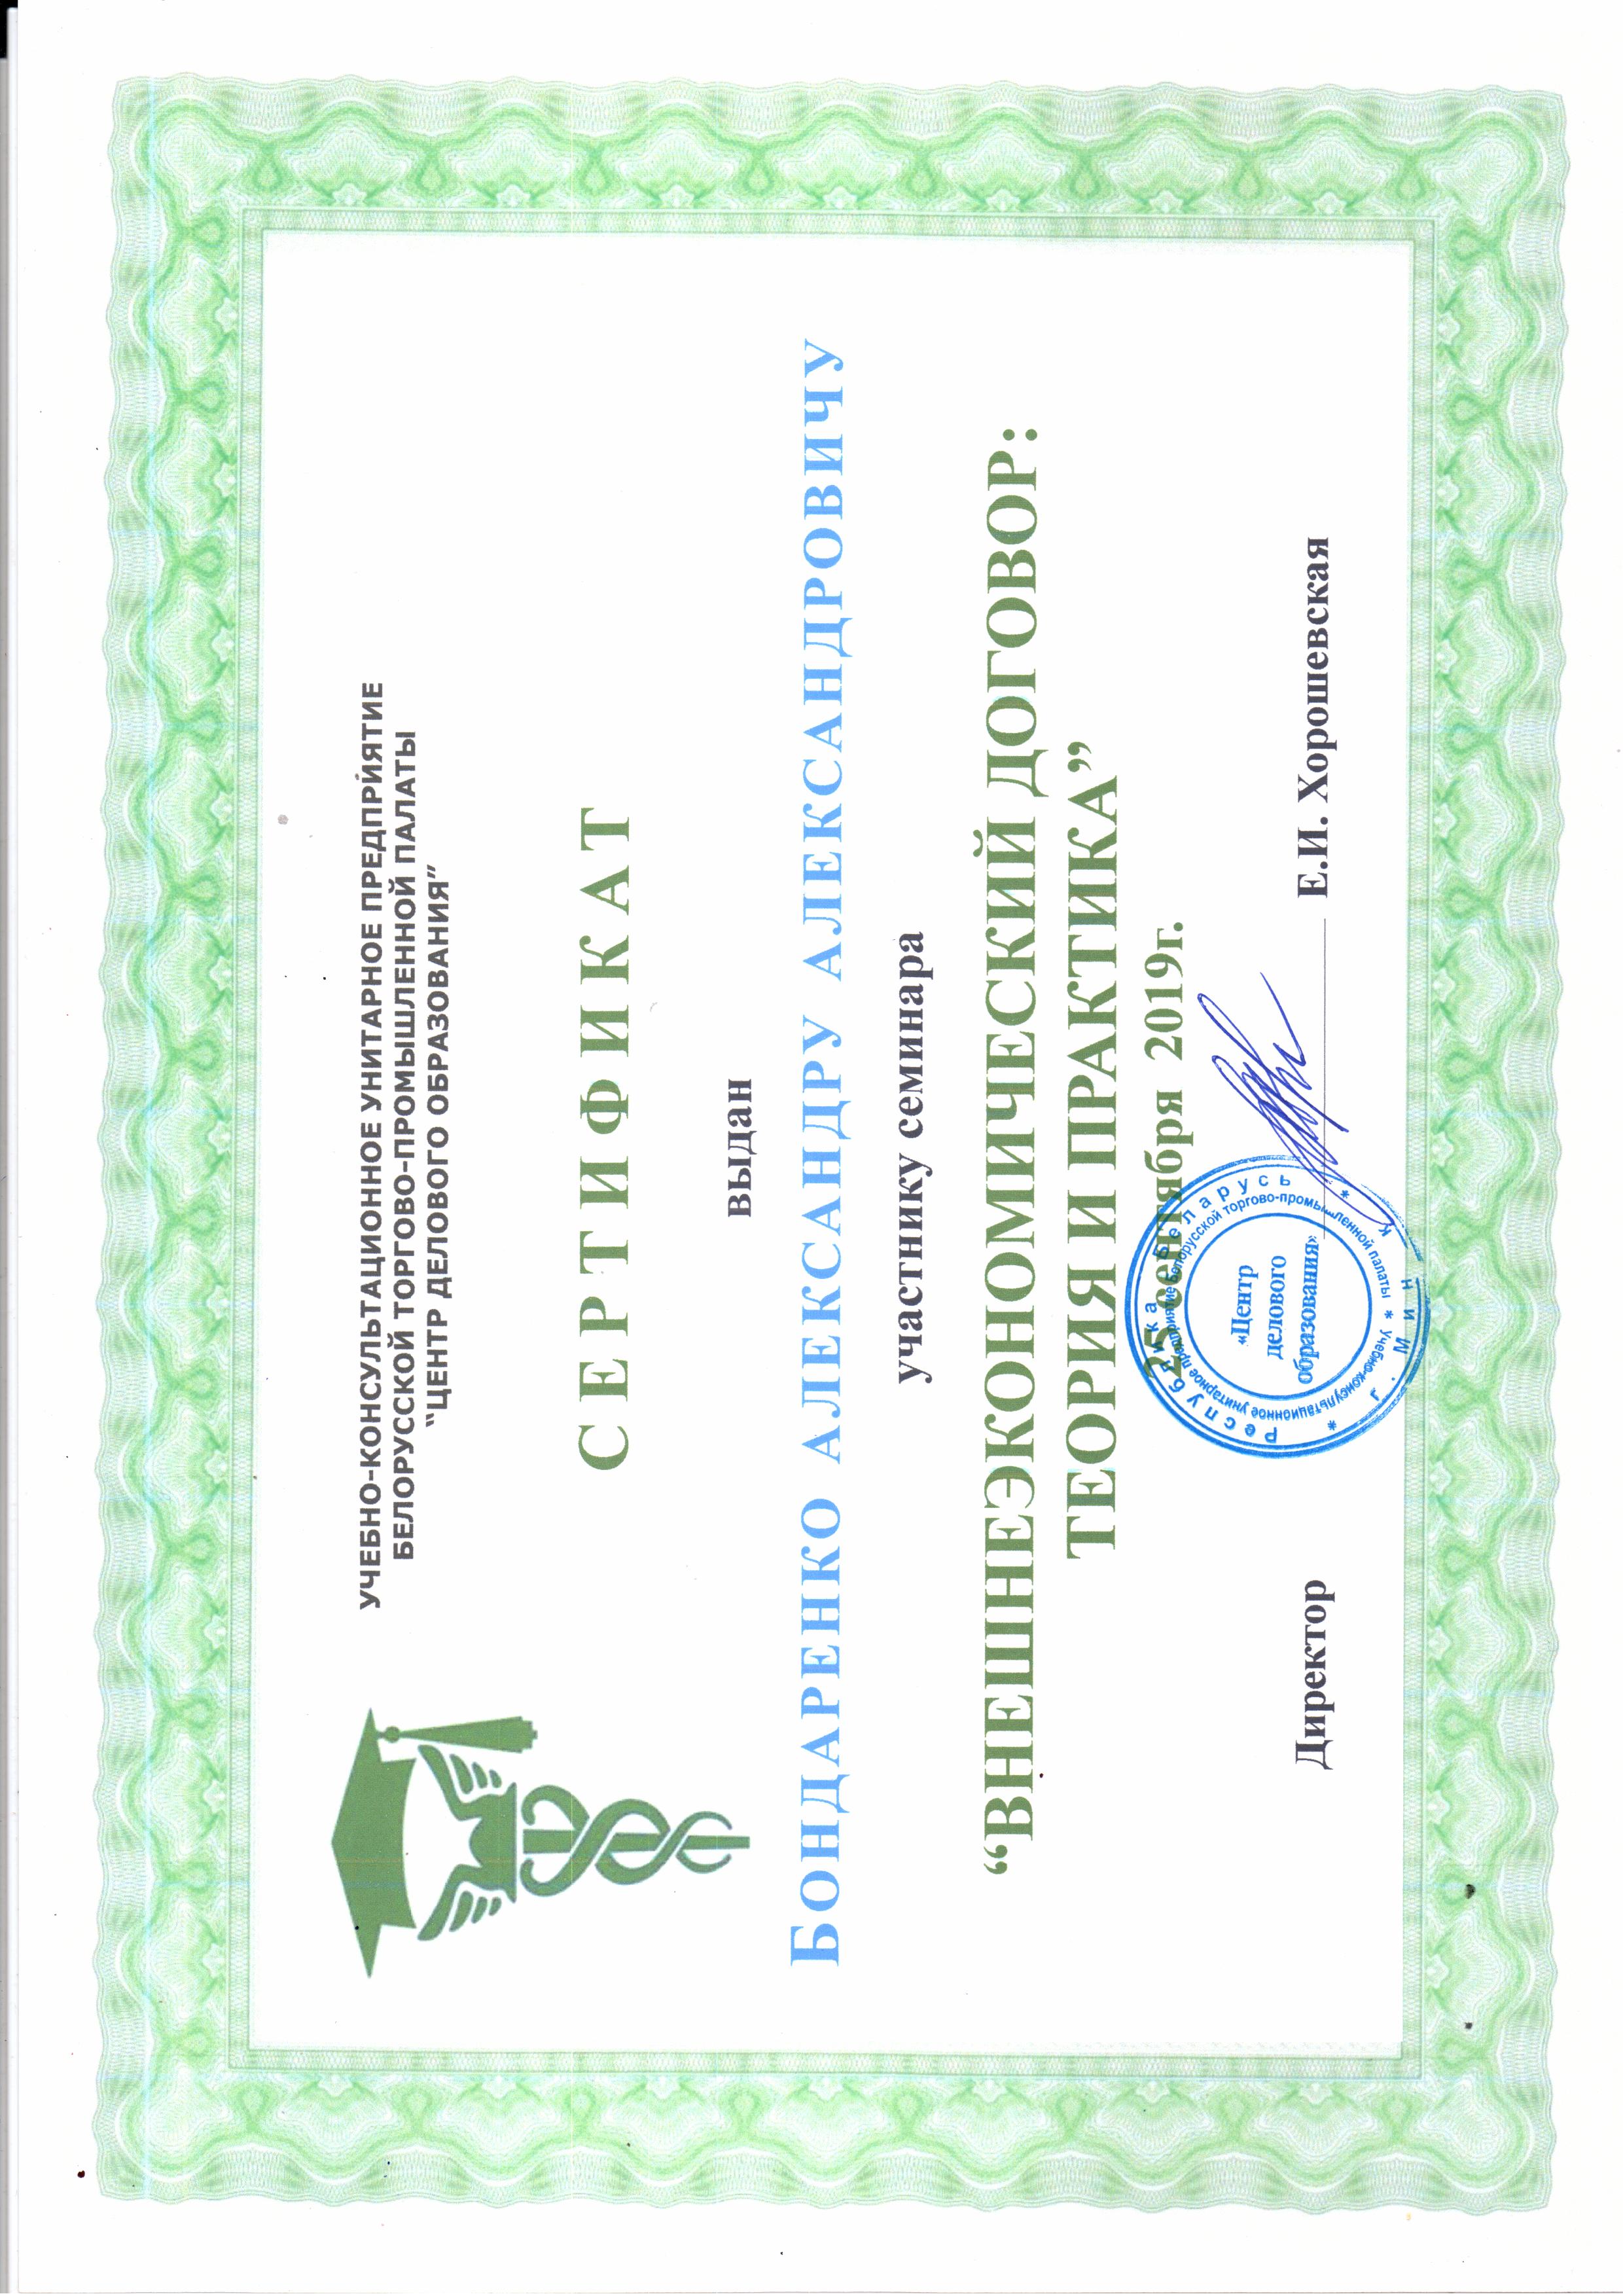 УЧЕБНО-КОНСУЛЬТАЦИОННОЕ УНИТАРНОЕ ПРЕДПРИЯТИЕ
БЕЛОРУССКОЙ ТОРГОВО-ПРОМЫШЛЕННОЙ ПАЛАТЫ
“ЦЕНТР ДЕЛОВОГО ОБРАЗОВАНИЯ”
СЕРТИФИКАТ
выдан
БОНДАРЕНКО АЛЕКСАНДРУ АЛЕКСАНДРОВИЧУ
участнику семинара
“ВНЕШНЕЭКОНОМИЧЕСКИЙ ДОГОВОР:
ТЕОРИЯ И ПРАКТИКА”
25 сентября 2019г.
Республика Беларусь
* г. Минск *
Учебно-консультационное унитарное предприятие Белорусской торгово-промышленной палаты *
«Центр
делового
образования»
Директор
Е.И. Хорошевская